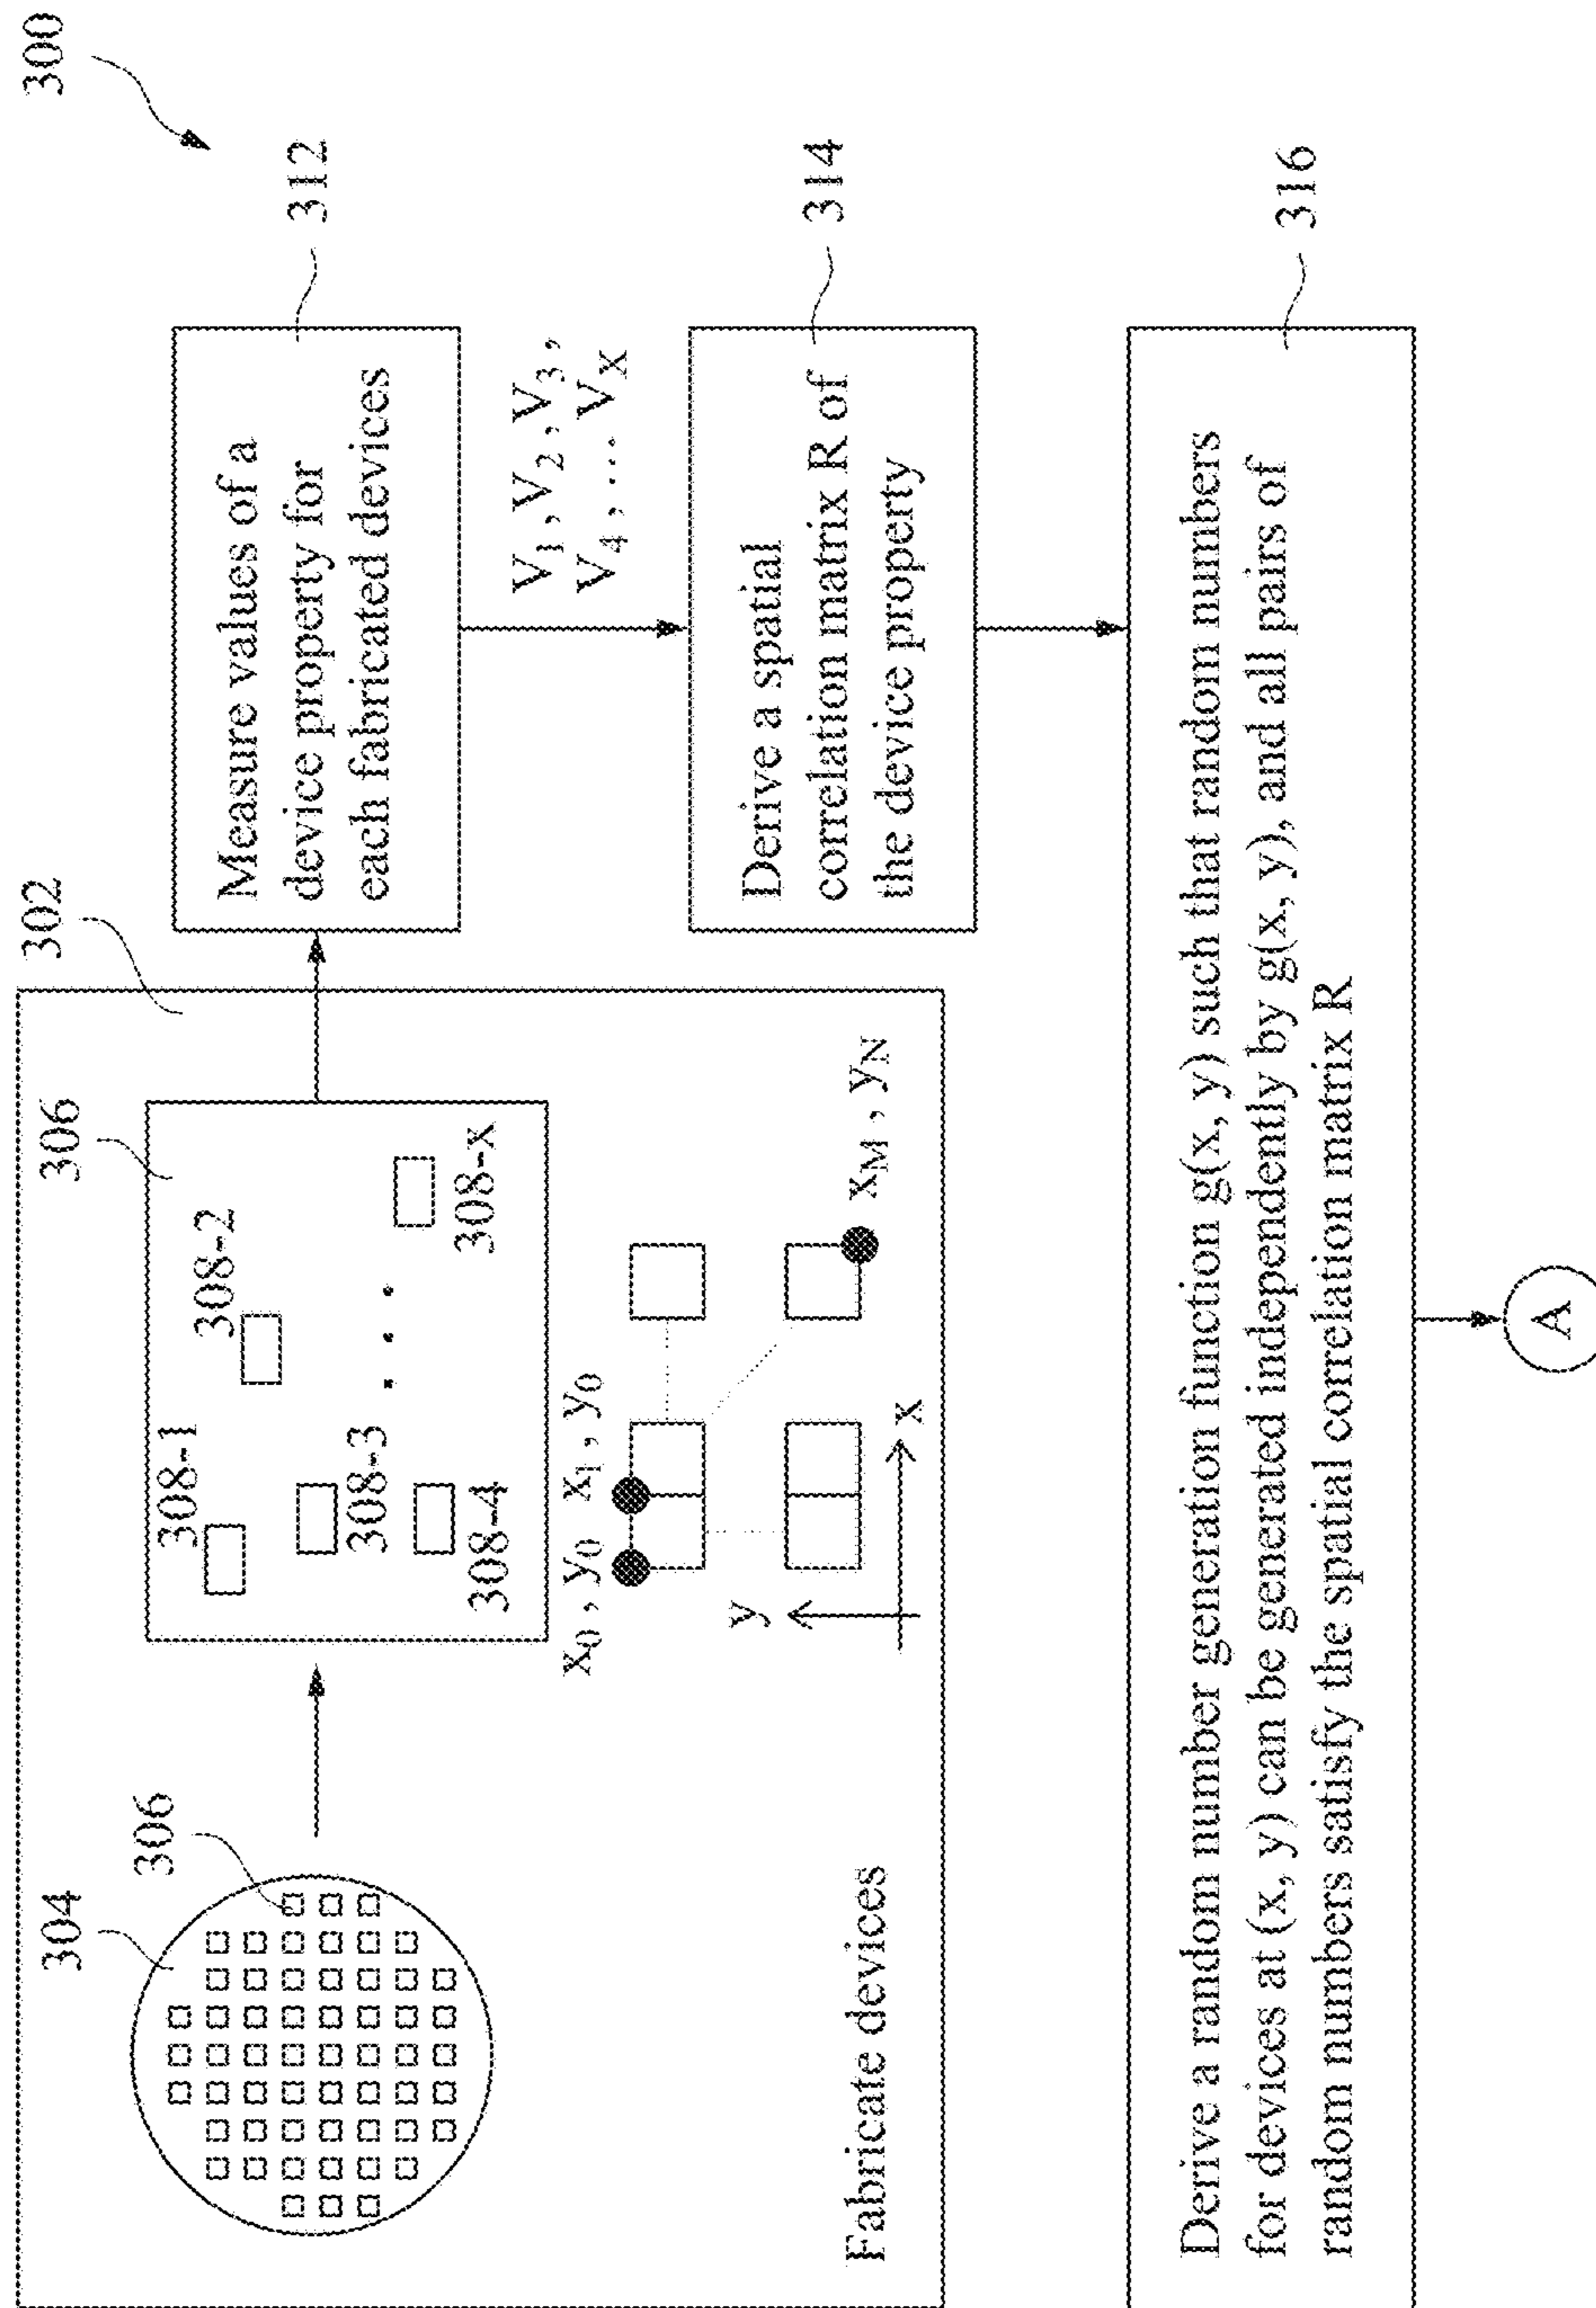 300
302
304
306
306
308-1
308-2
308-3
308-4
308-x
x₀ , y₀
x₁ , y₀
x_M , y_N
y
x
Fabricate devices
312
Measure values of a
device property for
each fabricated devices
V₁ , V₂ , V₃ ,
V₄ , ... V_X
314
Derive a spatial
correlation matrix R of
the device property
316
Derive a random number generation function g(x, y) such that random numbers
for devices at (x, y) can be generated independently by g(x, y), and all pairs of
random numbers satisfy the spatial correlation matrix R
A